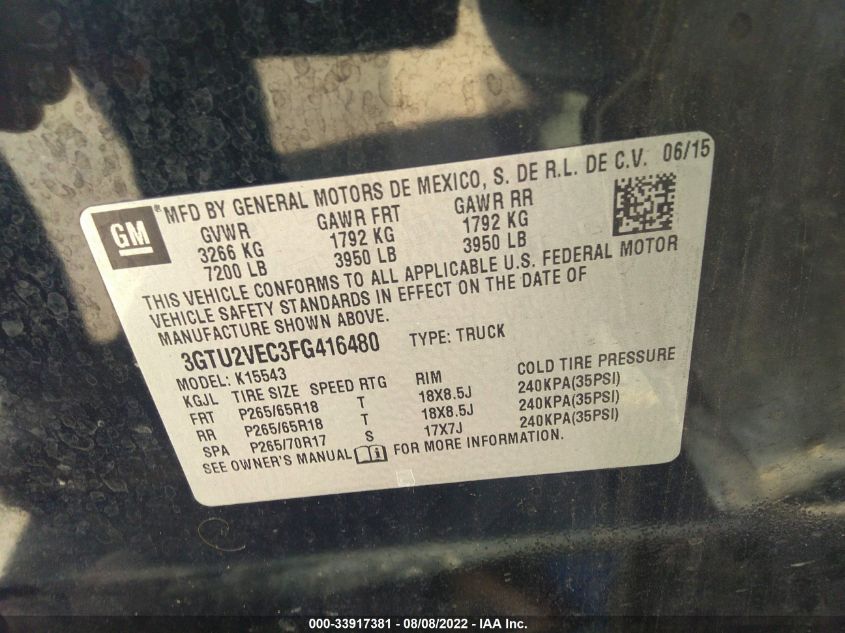 GM ® MFD BY GENERAL MOTORS DE MEXICO, S. DE R.L. DE C.V. 06/15
GVWR GAWR FRT GAWR RR
3266 KG 1792 KG 1792 KG
7200 LB 3950 LB 3950 LB
THIS VEHICLE CONFORMS TO ALL APPLICABLE U.S. FEDERAL MOTOR
VEHICLE SAFETY STANDARDS IN EFFECT ON THE DATE OF
MANUFACTURE SHOWN ABOVE.
3GTU2VEC3FG416480 TYPE: TRUCK
MODEL: K15543
KGJL TIRE SIZE SPEED RTG RIM COLD TIRE PRESSURE
FRT P265/65R18 T 18X8.5J 240KPA(35PSI)
RR P265/65R18 T 18X8.5J 240KPA(35PSI)
SPA P265/70R17 S 17X7J 240KPA(35PSI)
SEE OWNER'S MANUAL FOR MORE INFORMATION.
000-33917381 - 08/08/2022 - IAA Inc.